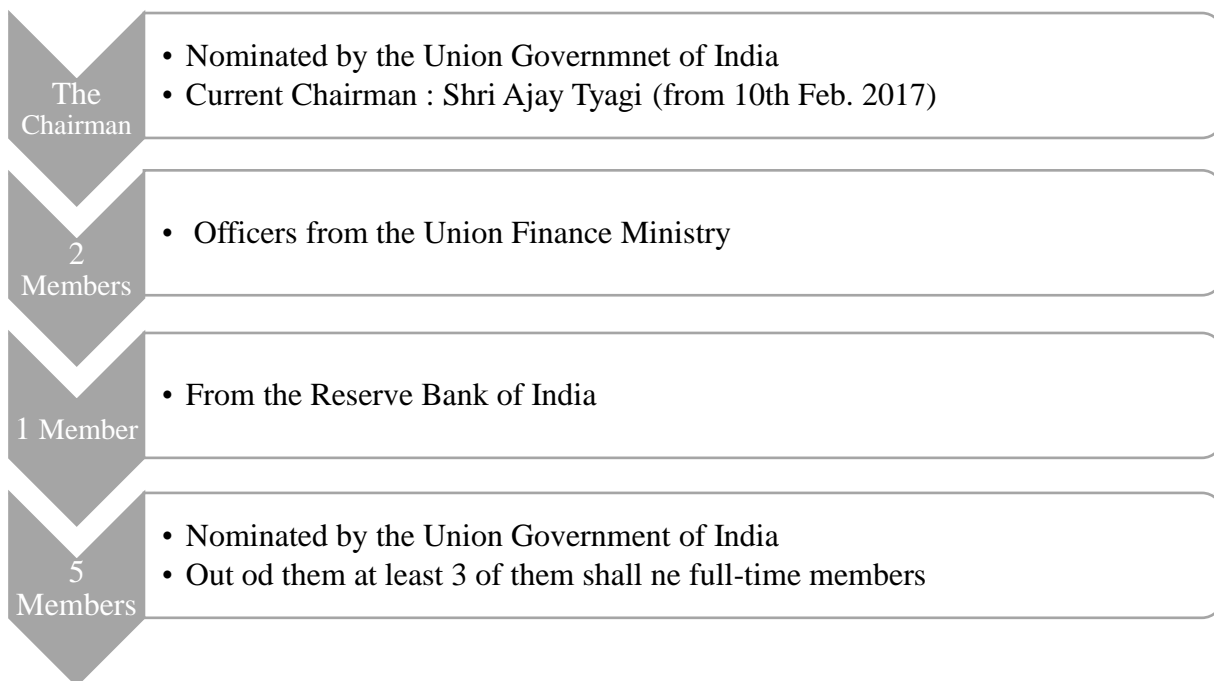 The
Chairman
• Nominated by the Union Governmnet of India
• Current Chairman : Shri Ajay Tyagi (from 10th Feb. 2017)
2
Members
• Officers from the Union Finance Ministry
1 Member
• From the Reserve Bank of India
5
Members
• Nominated by the Union Government of India
• Out od them at least 3 of them shall ne full-time members